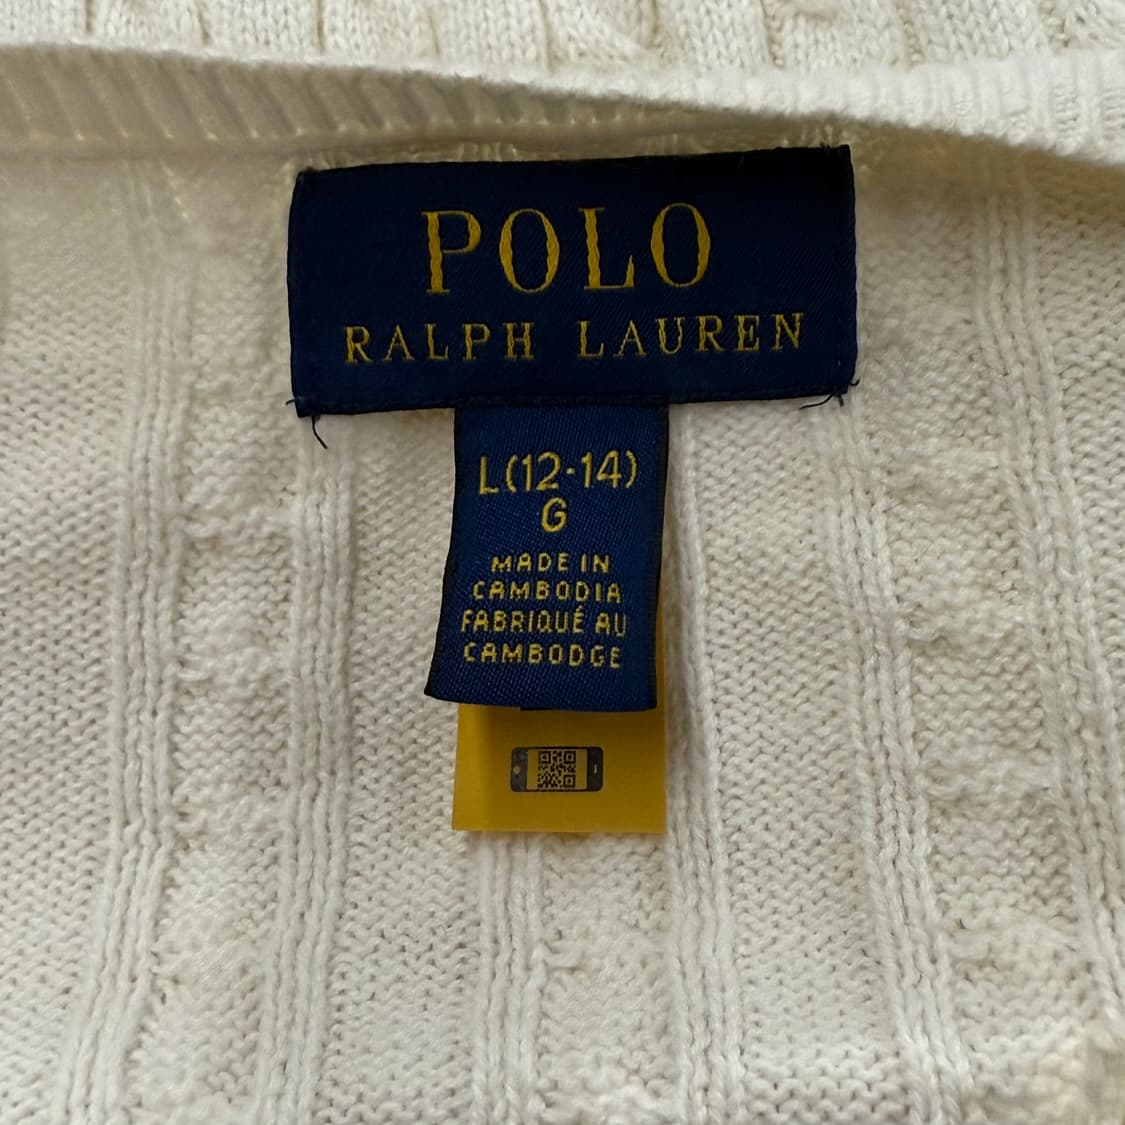 POLO
RALPH LAUREN
L(12-14)
G
MADE IN
CAMBODIA
FABRIQUÉ AU
CAMBODGE